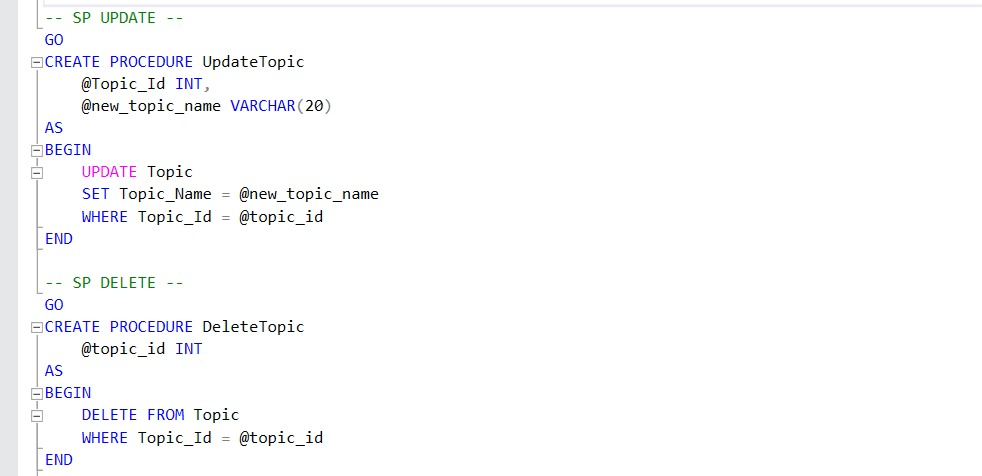 -- SP UPDATE --
GO
CREATE PROCEDURE UpdateTopic
    @Topic_Id INT,
    @new_topic_name VARCHAR(20)
AS
BEGIN
    UPDATE Topic
    SET Topic_Name = @new_topic_name
    WHERE Topic_Id = @topic_id
END

-- SP DELETE --
GO
CREATE PROCEDURE DeleteTopic
    @topic_id INT
AS
BEGIN
    DELETE FROM Topic
    WHERE Topic_Id = @topic_id
END